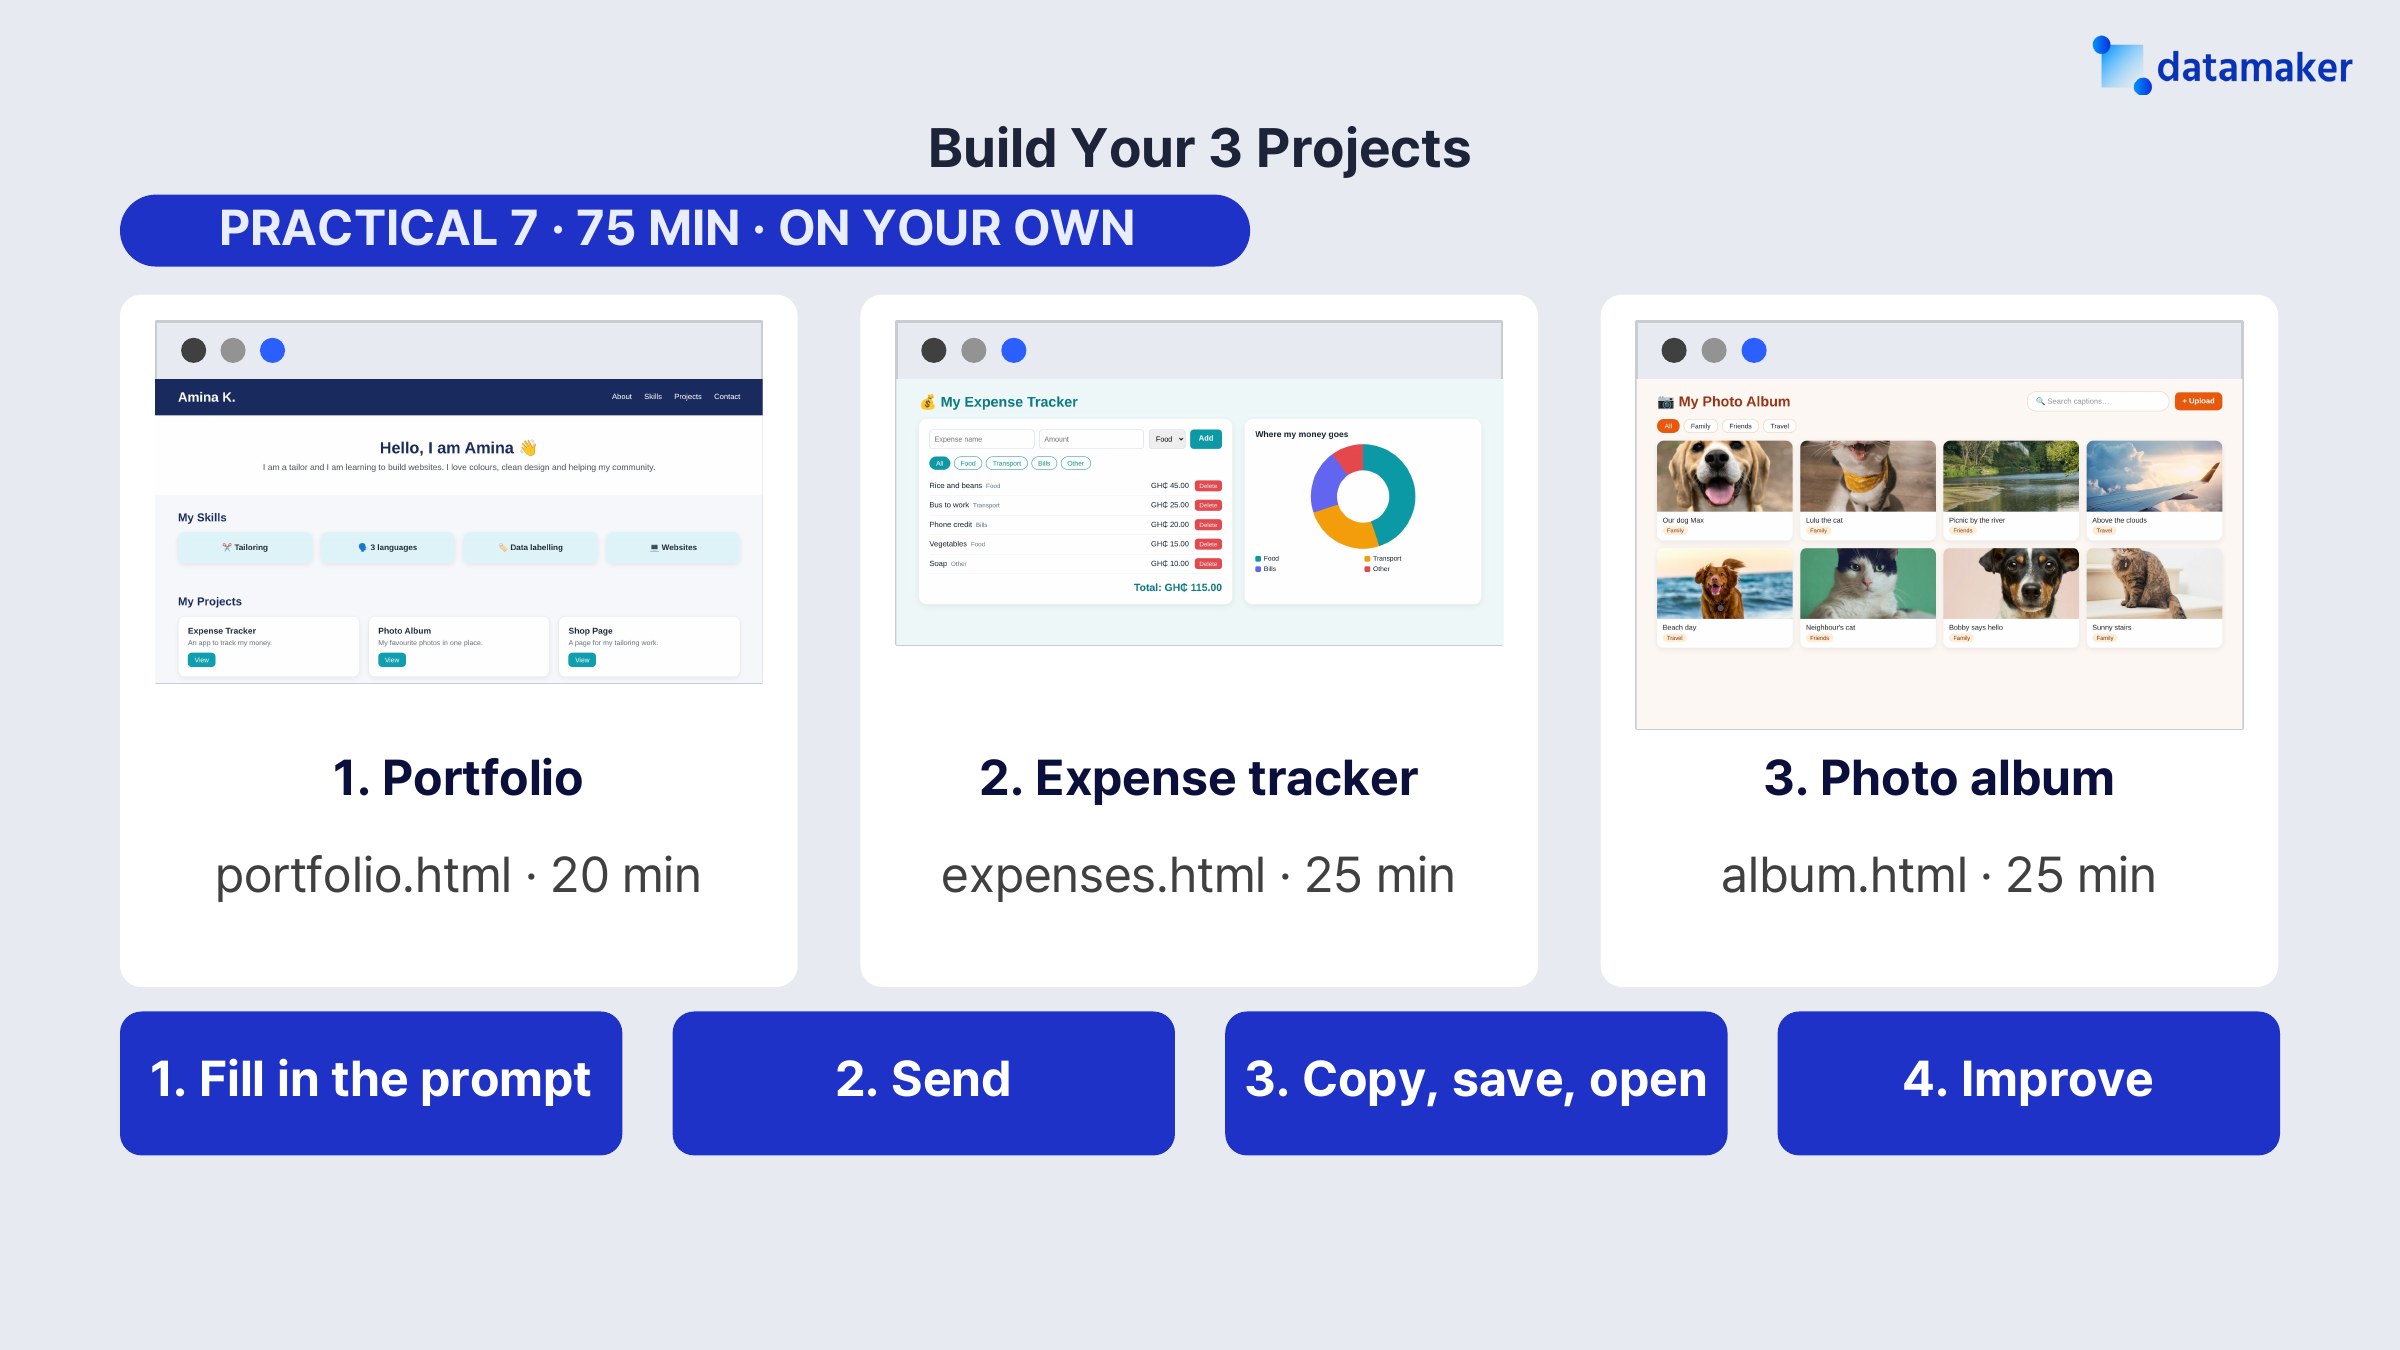 datamaker
Build Your 3 Projects
PRACTICAL 7 · 75 MIN · ON YOUR OWN
Amina K.
About Skills Projects Contact
Hello, I am Amina 👋
I am a tailor and I am learning to build websites. I love colours, clean design and helping my community.
My Skills
✂️ Tailoring
🗣️ 3 languages
🏷️ Data labelling
💻 Websites
My Projects
Expense Tracker
An app to track my money.
View
Photo Album
My favourite photos in one place.
View
Shop Page
A page for my tailoring work.
View
1. Portfolio
portfolio.html · 20 min
💰 My Expense Tracker
Expense name Amount Food Add
All Food Transport Bills Other
Rice and beans Food GH₵ 45.00 Delete
Bus to work Transport GH₵ 25.00 Delete
Phone credit Bills GH₵ 20.00 Delete
Vegetables Food GH₵ 15.00 Delete
Soap Other GH₵ 10.00 Delete
Total: GH₵ 115.00
Where my money goes
Food Transport
Bills Other
2. Expense tracker
expenses.html · 25 min
📷 My Photo Album
🔍 Search captions... + Upload
All Family Friends Travel
Our dog Max
Family
Lulu the cat
Family
Picnic by the river
Friends
Above the clouds
Travel
Beach day
Travel
Neighbour's cat
Friends
Bobby says hello
Family
Sunny stairs
Family
3. Photo album
album.html · 25 min
1. Fill in the prompt
2. Send
3. Copy, save, open
4. Improve